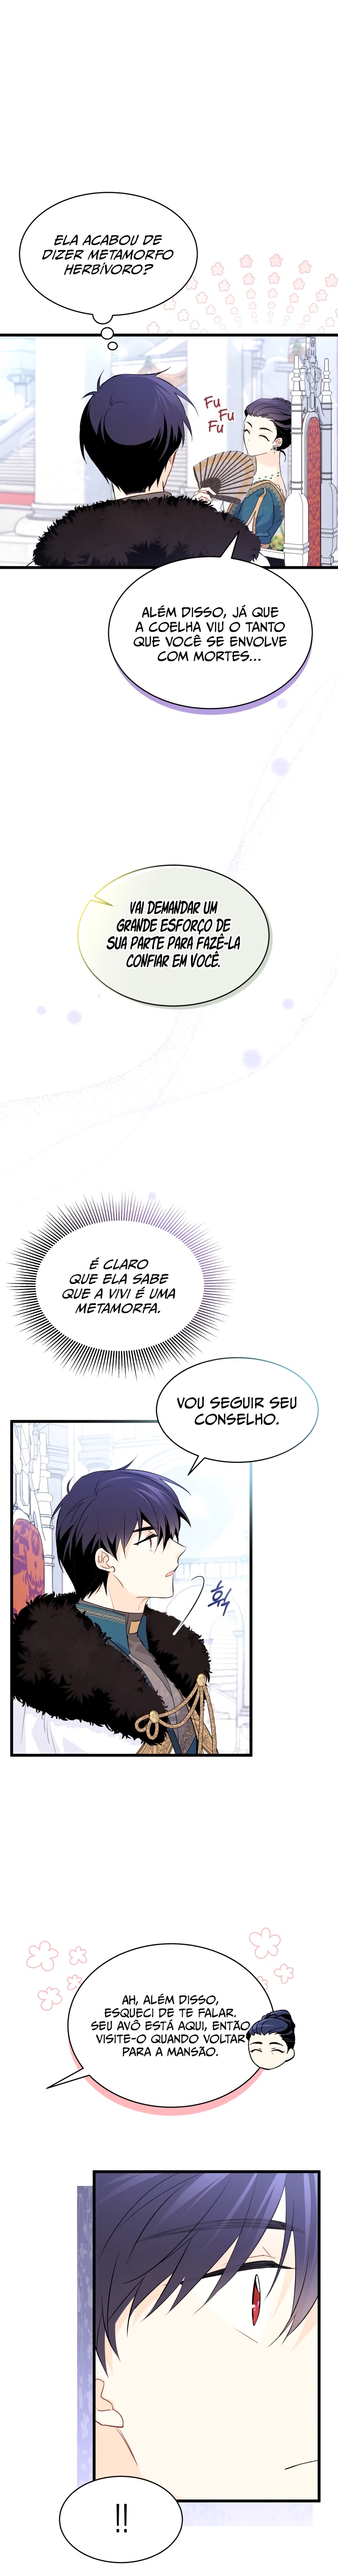 ELA ACABOU DE
DIZER METAMORFO
HERBÍVORO?
FU
FU
FU
ALÉM DISSO, JÁ QUE
A COELHA VIU O TANTO
QUE VOCÊ SE ENVOLVE
COM MORTES...
VAI DEMANDAR UM
GRANDE ESFORÇO DE
SUA PARTE PARA FAZÊ-LA
CONFIAR EM VOCÊ.
É CLARO
QUE ELA SABE
QUE A VIVI É UMA
METAMORFA.
VOU SEGUIR SEU
CONSELHO.
AH, ALÉM DISSO,
ESQUECI DE TE FALAR.
SEU AVÔ ESTÁ AQUI, ENTÃO
VISITE-O QUANDO VOLTAR
PARA A MANSÃO.
!!